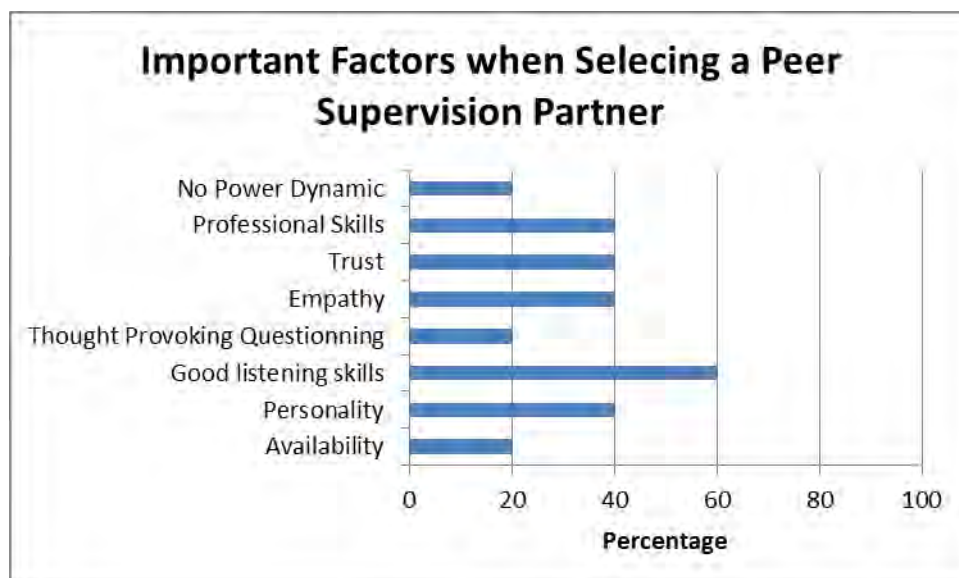 Important Factors when Selecing a Peer
Supervision Partner
No Power Dynamic
Professional Skills
Trust
Empathy
Thought Provoking Questionning
Good listening skills
Personality
Availability
0 20 40 60 80 100
Percentage